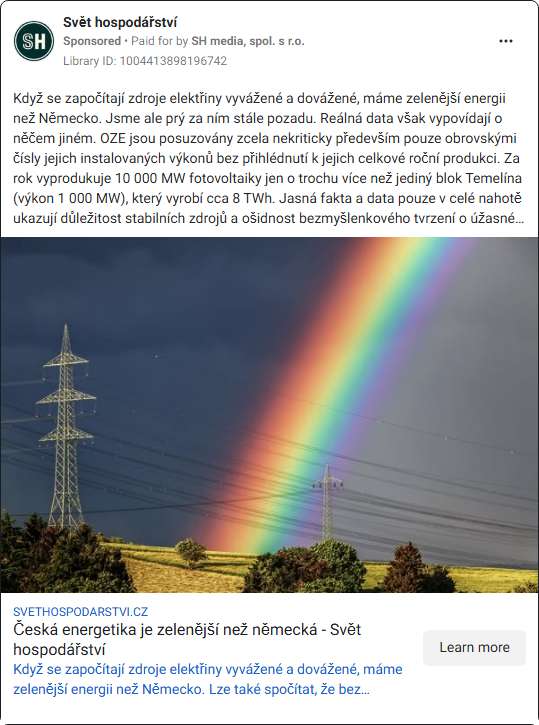 SH
Svět hospodářství
Sponsored • Paid for by SH media, spol. s r.o.
Library ID: 1004413898196742
Když se započítají zdroje elektřiny vyvážené a dovážené, máme zelenější energii
než Německo. Jsme ale prý za ním stále pozadu. Reálná data však vypovídají o
něčem jiném. OZE jsou posuzovány zcela nekriticky především pouze obrovskými
čísly jejich instalovaných výkonů bez přihlédnutí k jejich celkové roční produkci. Za
rok vyprodukuje 10 000 MW fotovoltaiky jen o trochu více než jediný blok Temelína
(výkon 1 000 MW), který vyrobí cca 8 TWh. Jasná fakta a data pouze v celé nahotě
ukazují důležitost stabilních zdrojů a ošidnost bezmyšlenkového tvrzení o úžasné...
SVETHOSPODARSTVI.CZ
Česká energetika je zelenější než německá - Svět
hospodářství
Learn more
Když se započítají zdroje elektřiny vyvážené a dovážené, máme
zelenější energii než Německo. Lze také spočítat, že bez...